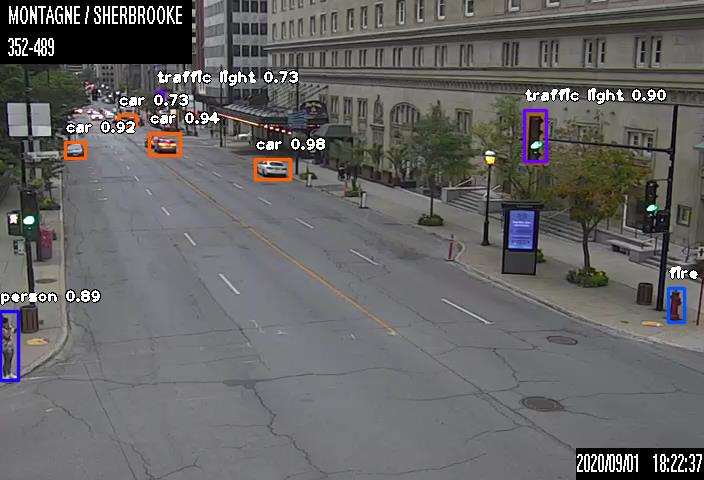 MONTAGNE / SHERBROOKE
352-489
traffic light 0.73
car 0.73
car 0.94
car 0.92
car 0.98
traffic light 0.90
fire
person 0.89
2020/09/01 18:22:37